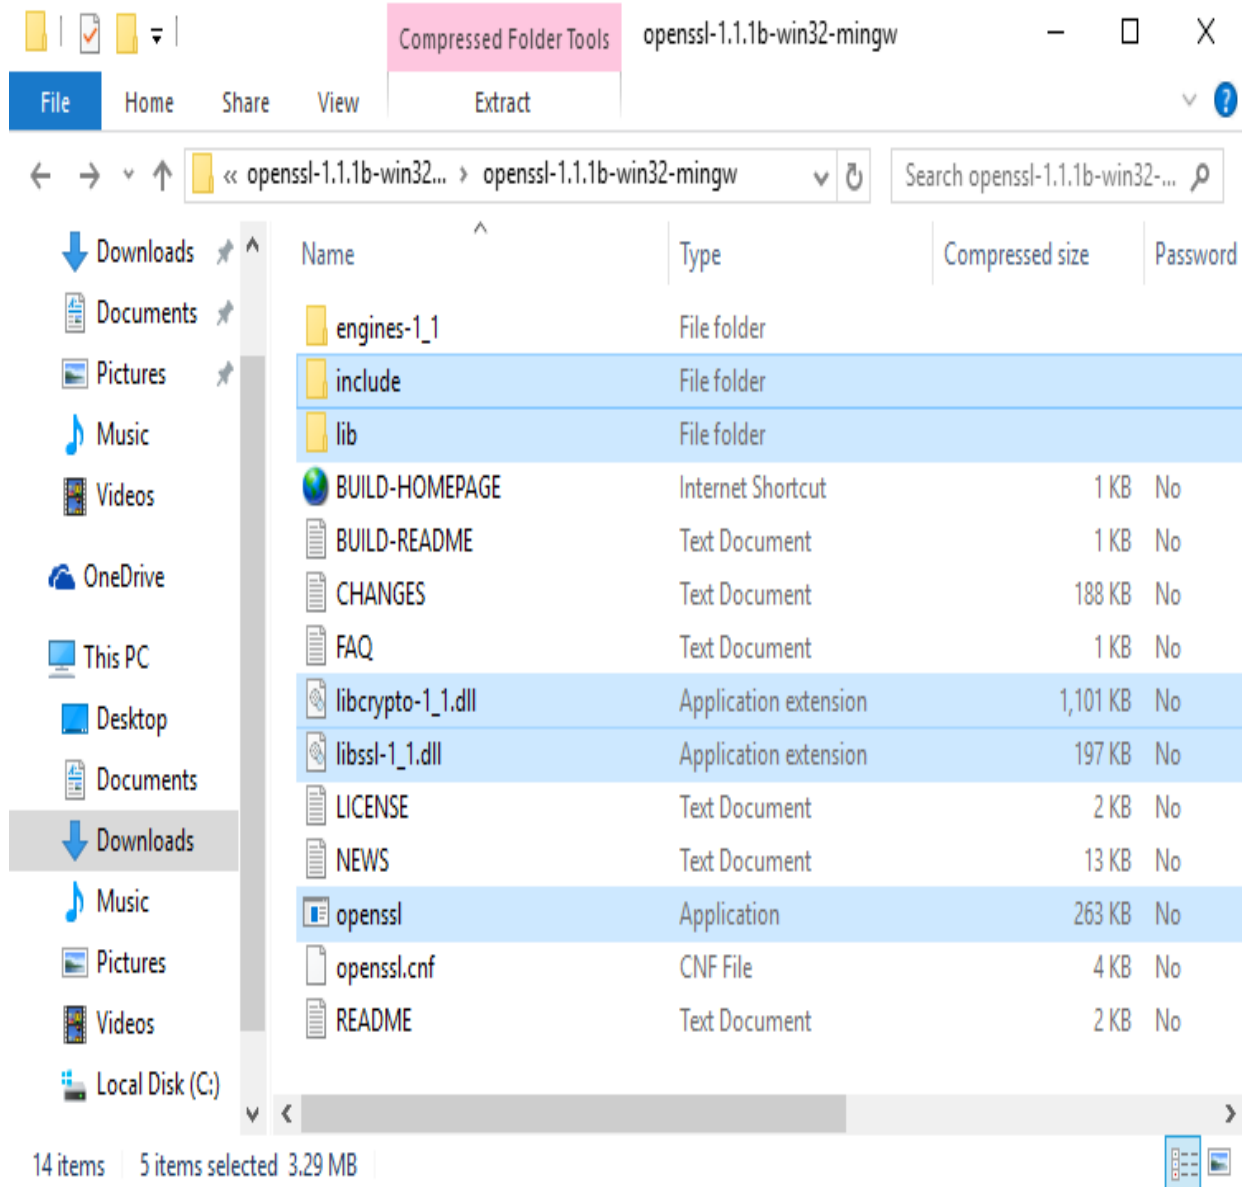 Compressed Folder Tools openssl-1.1.1b-win32-mingw
File Home Share View Extract
« openssl-1.1.1b-win32... › openssl-1.1.1b-win32-mingw Search openssl-1.1.1b-win32-...
Downloads
Documents
Pictures
Music
Videos
OneDrive
This PC
Desktop
Documents
Downloads
Music
Pictures
Videos
Local Disk (C:)
Name Type Compressed size Password
engines-1_1 File folder
include File folder
lib File folder
BUILD-HOMEPAGE Internet Shortcut 1 KB No
BUILD-README Text Document 1 KB No
CHANGES Text Document 188 KB No
FAQ Text Document 1 KB No
libcrypto-1_1.dll Application extension 1,101 KB No
libssl-1_1.dll Application extension 197 KB No
LICENSE Text Document 2 KB No
NEWS Text Document 13 KB No
openssl Application 263 KB No
openssl.cnf CNF File 4 KB No
README Text Document 2 KB No
14 items 5 items selected 3.29 MB